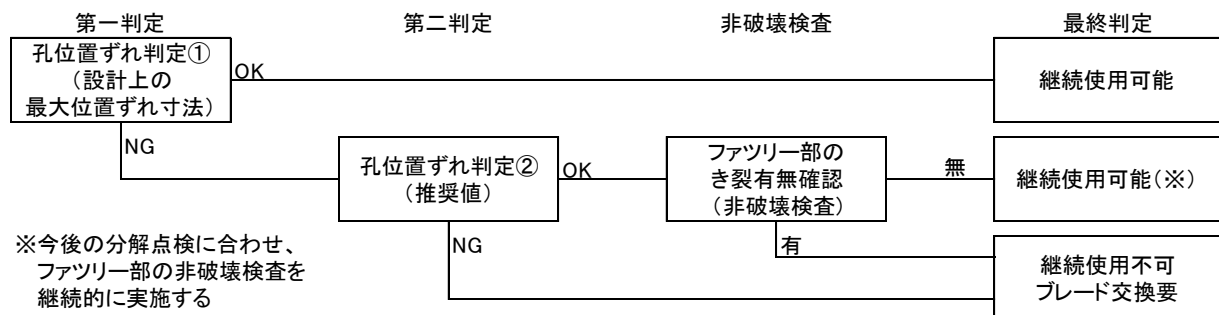 第一判定
第二判定
非破壊検査
最終判定
孔位置ずれ判定①
(設計上の
最大位置ずれ寸法)
OK
継続使用可能
NG
孔位置ずれ判定②
(推奨値)
OK
ファツリー部の
き裂有無確認
(非破壊検査)
無
継続使用可能(※)
NG
有
継続使用不可
ブレード交換要
※今後の分解点検に合わせ、
ファツリー部の非破壊検査を
継続的に実施する